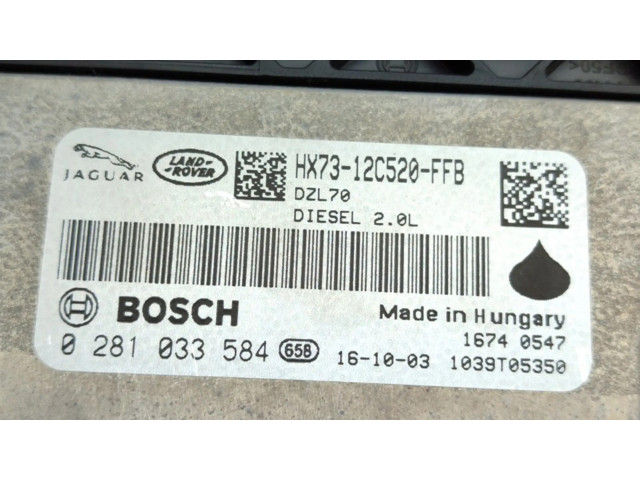 JAGUAR
LAND-
ROVER
HX73-12C520-FFB
DZL70
DIESEL 2.0L
BOSCH
Made in Hungary
0 281 033 584 658
16-10-03
1674 0547
1039T05350